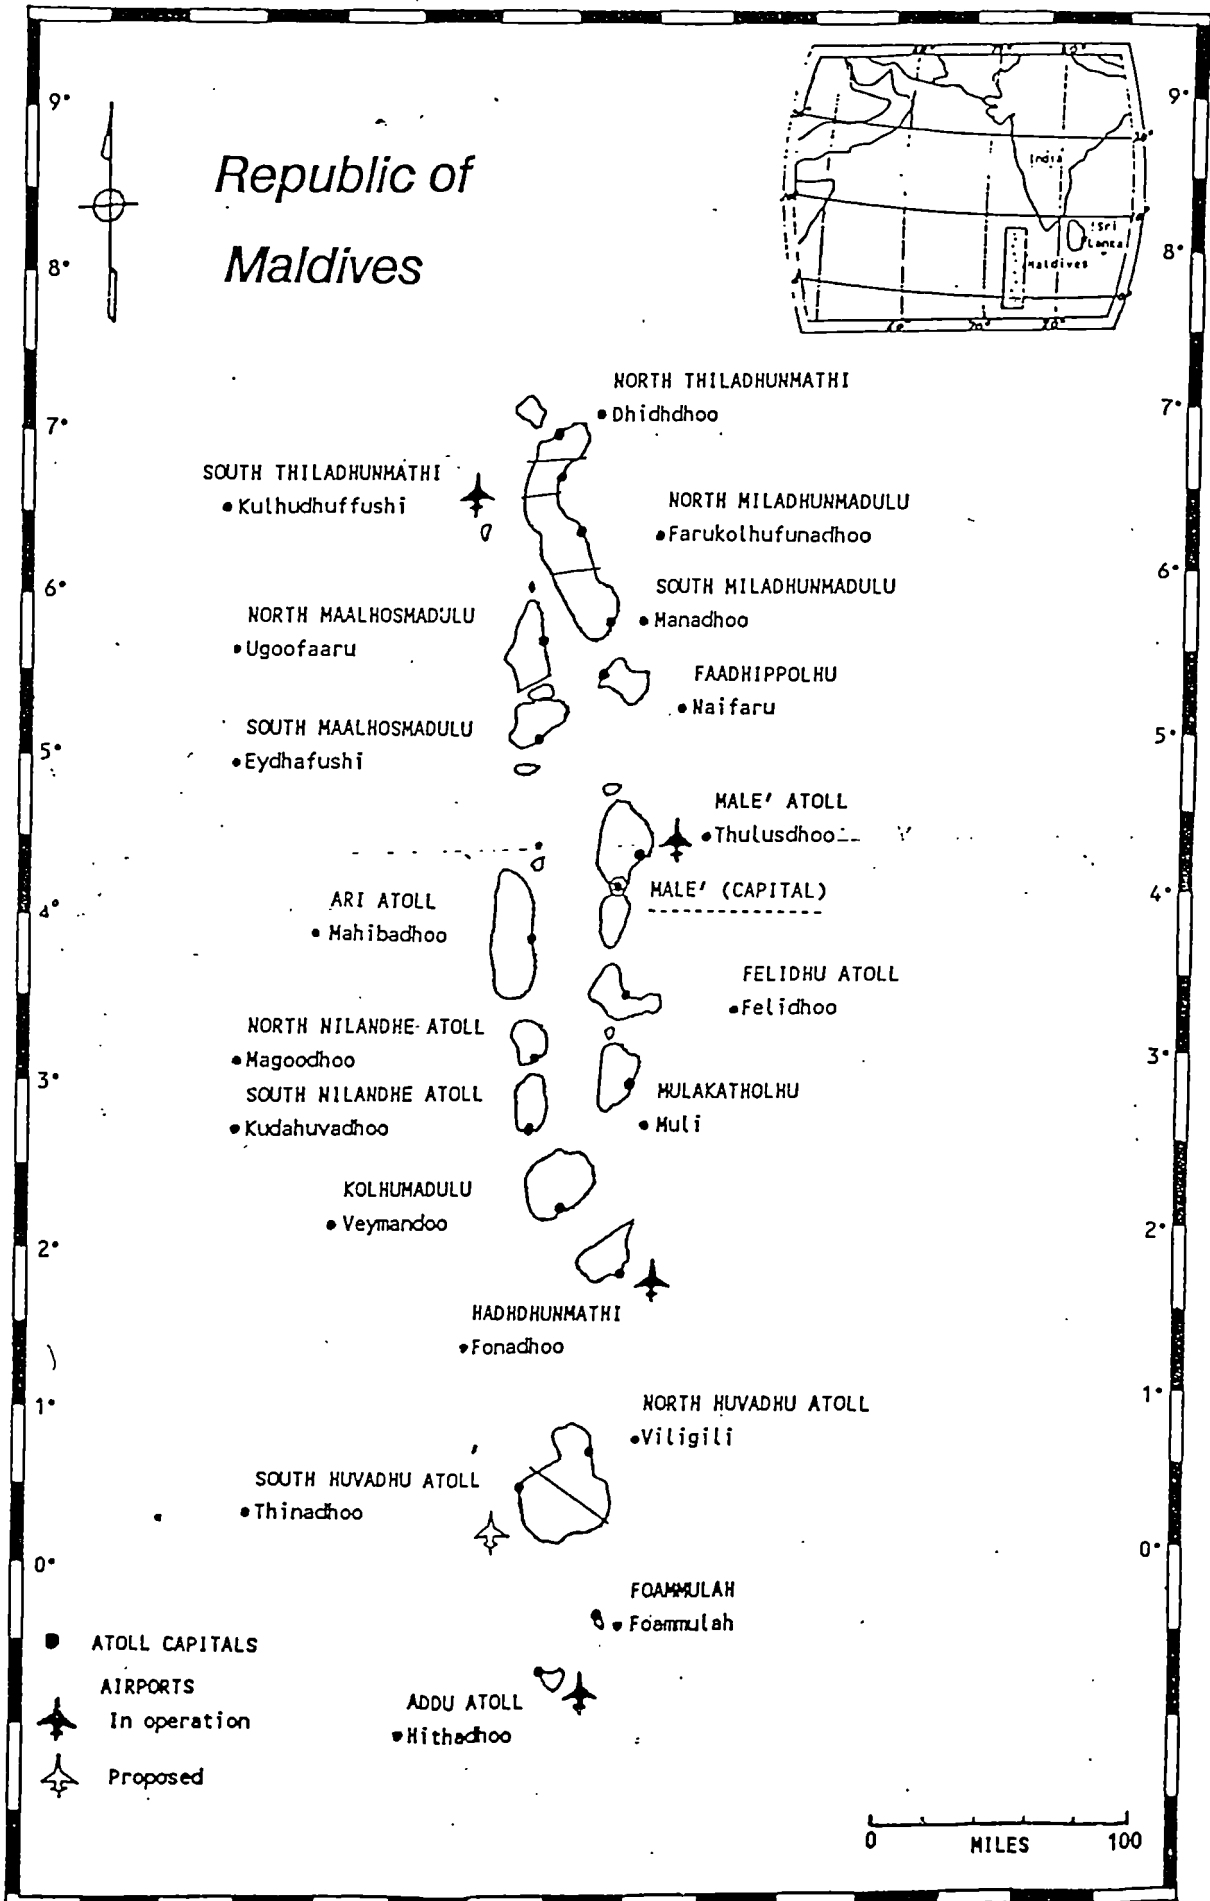 Republic of
Maldives
India
Sri
Lanka
Maldives
9°
9°
8°
8°
7°
7°
6°
6°
5°
5°
4°
4°
3°
3°
2°
2°
1°
1°
0°
0°
NORTH THILADHUNMATHI
Dhidhdhoo
SOUTH THILADHUNMATHI
Kulhudhuffushi
NORTH MILADHUNMADULU
Farukolhufunadhoo
SOUTH MILADHUNMADULU
Manadhoo
NORTH MAALHOSMADULU
Ugoofaaru
FAADHIPPOLHU
Naifaru
SOUTH MAALHOSMADULU
Eydhafushi
MALE' ATOLL
Thulusdhoo
MALE' (CAPITAL)
ARI ATOLL
Mahibadhoo
FELIDHU ATOLL
Felidhoo
NORTH NILANDHE ATOLL
Magoodhoo
SOUTH NILANDHE ATOLL
Kudahuvadhoo
MULAKATHOLHU
Muli
KOLHUMADULU
Veymandoo
HADHDHUNMATHI
Fonadhoo
NORTH HUVADHU ATOLL
Viligili
SOUTH HUVADHU ATOLL
Thinadhoo
FOAMMULAH
Foammulah
ADDU ATOLL
Hithadhoo
ATOLL CAPITALS
AIRPORTS
In operation
Proposed
0 MILES 100